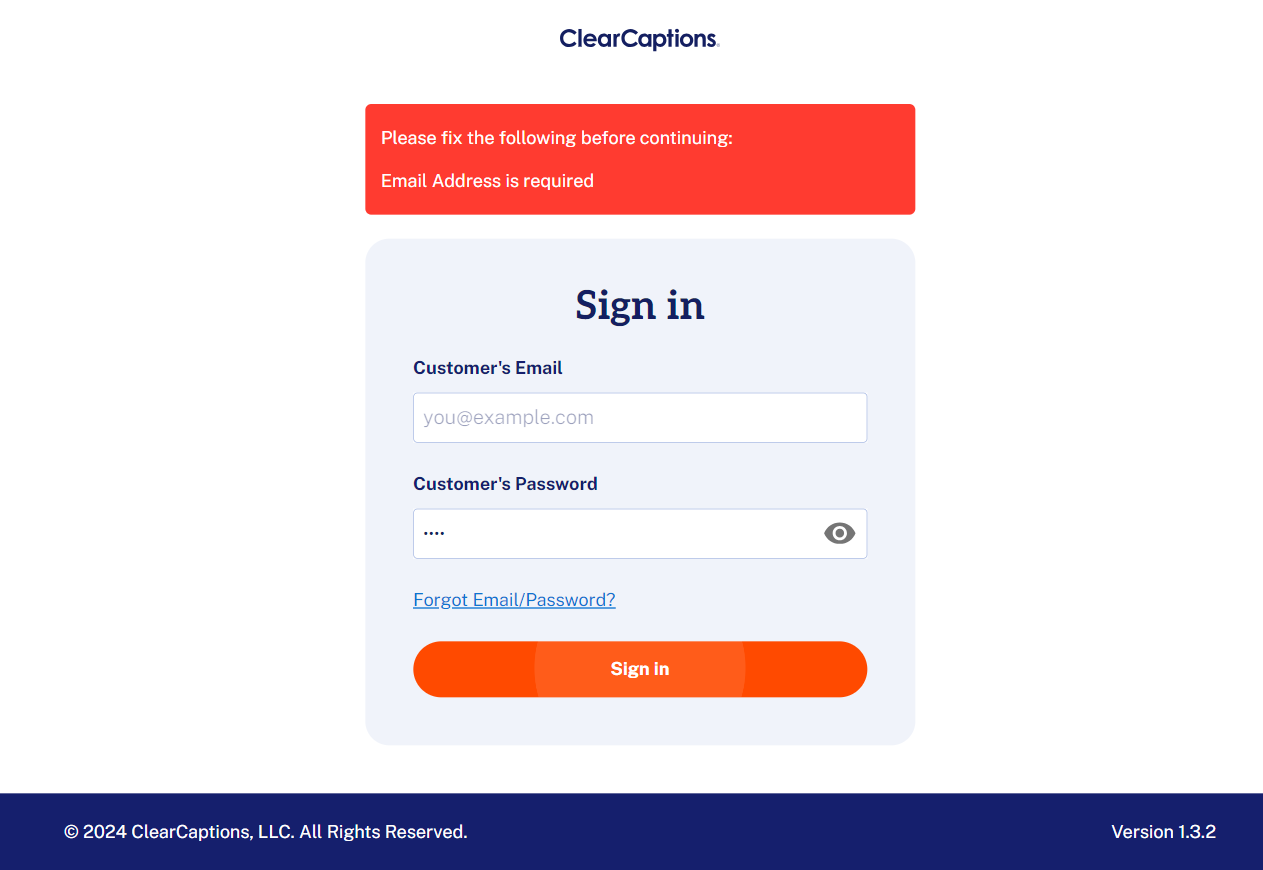 ClearCaptions
Please fix the following before continuing:
Email Address is required
Sign in
Customer's Email
you@example.com
Customer's Password
••••
Forgot Email/Password?
Sign in
© 2024 ClearCaptions, LLC. All Rights Reserved.
Version 1.3.2